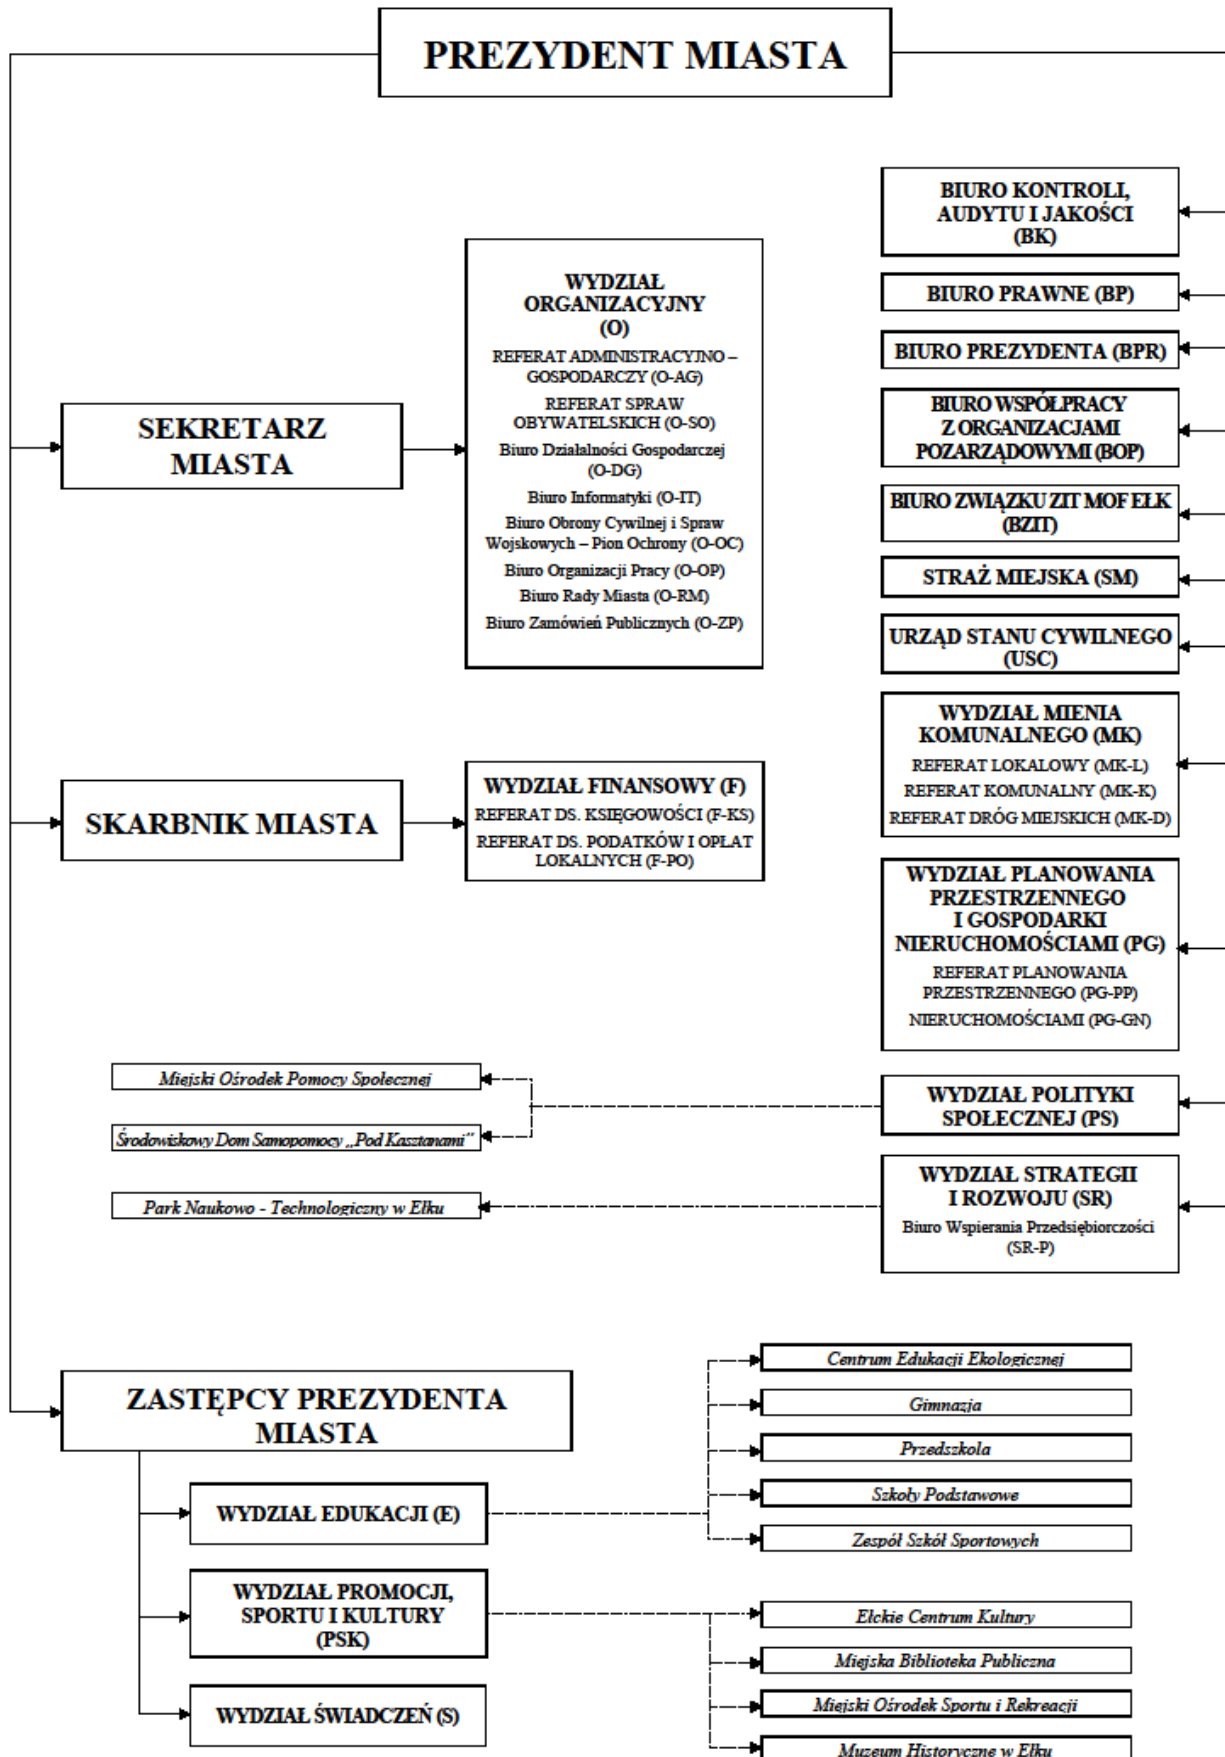 PREZYDENT MIASTA
BIURO KONTROLI,
AUDYTU I JAKOŚCI
(BK)
BIURO PRAWNE (BP)
BIURO PREZYDENTA (BPR)
BIURO WSPÓŁPRACY
Z ORGANIZACJAMI
POZARZĄDOWYMI (BOP)
BIURO ZWIĄZKU ZIT MOF EŁK
(BZIT)
STRAŻ MIEJSKA (SM)
URZĄD STANU CYWILNEGO
(USC)
WYDZIAŁ MIENIA
KOMUNALNEGO (MK)
REFERAT LOKALOWY (MK-L)
REFERAT KOMUNALNY (MK-K)
REFERAT DRÓG MIEJSKICH (MK-D)
WYDZIAŁ PLANOWANIA
PRZESTRZENNEGO
I GOSPODARKI
NIERUCHOMOŚCIAMI (PG)
REFERAT PLANOWANIA
PRZESTRZENNEGO (PG-PP)
NIERUCHOMOŚCIAMI (PG-GN)
WYDZIAŁ POLITYKI
SPOŁECZNEJ (PS)
WYDZIAŁ STRATEGII
I ROZWOJU (SR)
Biuro Wspierania Przedsiębiorczości
(SR-P)
SEKRETARZ
MIASTA
WYDZIAŁ
ORGANIZACYJNY
(O)
REFERAT ADMINISTRACYJNO –
GOSPODARCZY (O-AG)
REFERAT SPRAW
OBYWATELSKICH (O-SO)
Biuro Działalności Gospodarczej
(O-DG)
Biuro Informatyki (O-IT)
Biuro Obrony Cywilnej i Spraw
Wojskowych – Pion Ochrony (O-OC)
Biuro Organizacji Pracy (O-OP)
Biuro Rady Miasta (O-RM)
Biuro Zamówień Publicznych (O-ZP)
SKARBNIK MIASTA
WYDZIAŁ FINANSOWY (F)
REFERAT DS. KSIĘGOWOŚCI (F-KS)
REFERAT DS. PODATKÓW I OPŁAT
LOKALNYCH (F-PO)
Miejski Ośrodek Pomocy Społecznej
Środowiskowy Dom Samopomocy „Pod Kasztanami”
Park Naukowo - Technologiczny w Ełku
ZASTĘPCY PREZYDENTA
MIASTA
WYDZIAŁ EDUKACJI (E)
WYDZIAŁ PROMOCJI,
SPORTU I KULTURY
(PSK)
WYDZIAŁ ŚWIADCZEŃ (S)
Centrum Edukacji Ekologicznej
Gimnazja
Przedszkola
Szkoły Podstawowe
Zespół Szkół Sportowych
Ełckie Centrum Kultury
Miejska Biblioteka Publiczna
Miejski Ośrodek Sportu i Rekreacji
Muzeum Historyczne w Ełku